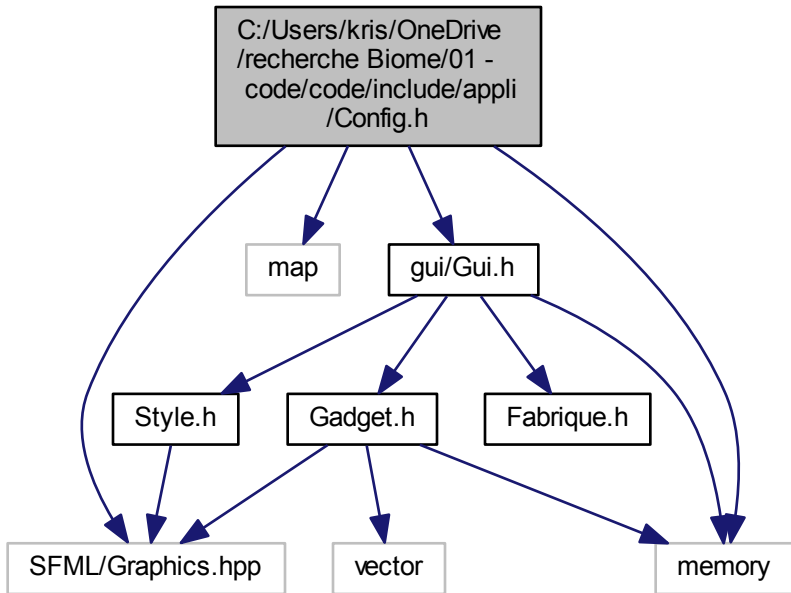 C:/Users/kris/OneDrive
/recherche Biome/01 -
code/code/include/appli
/Config.h
map
gui/Gui.h
Style.h
Gadget.h
Fabrique.h
SFML/Graphics.hpp
vector
memory